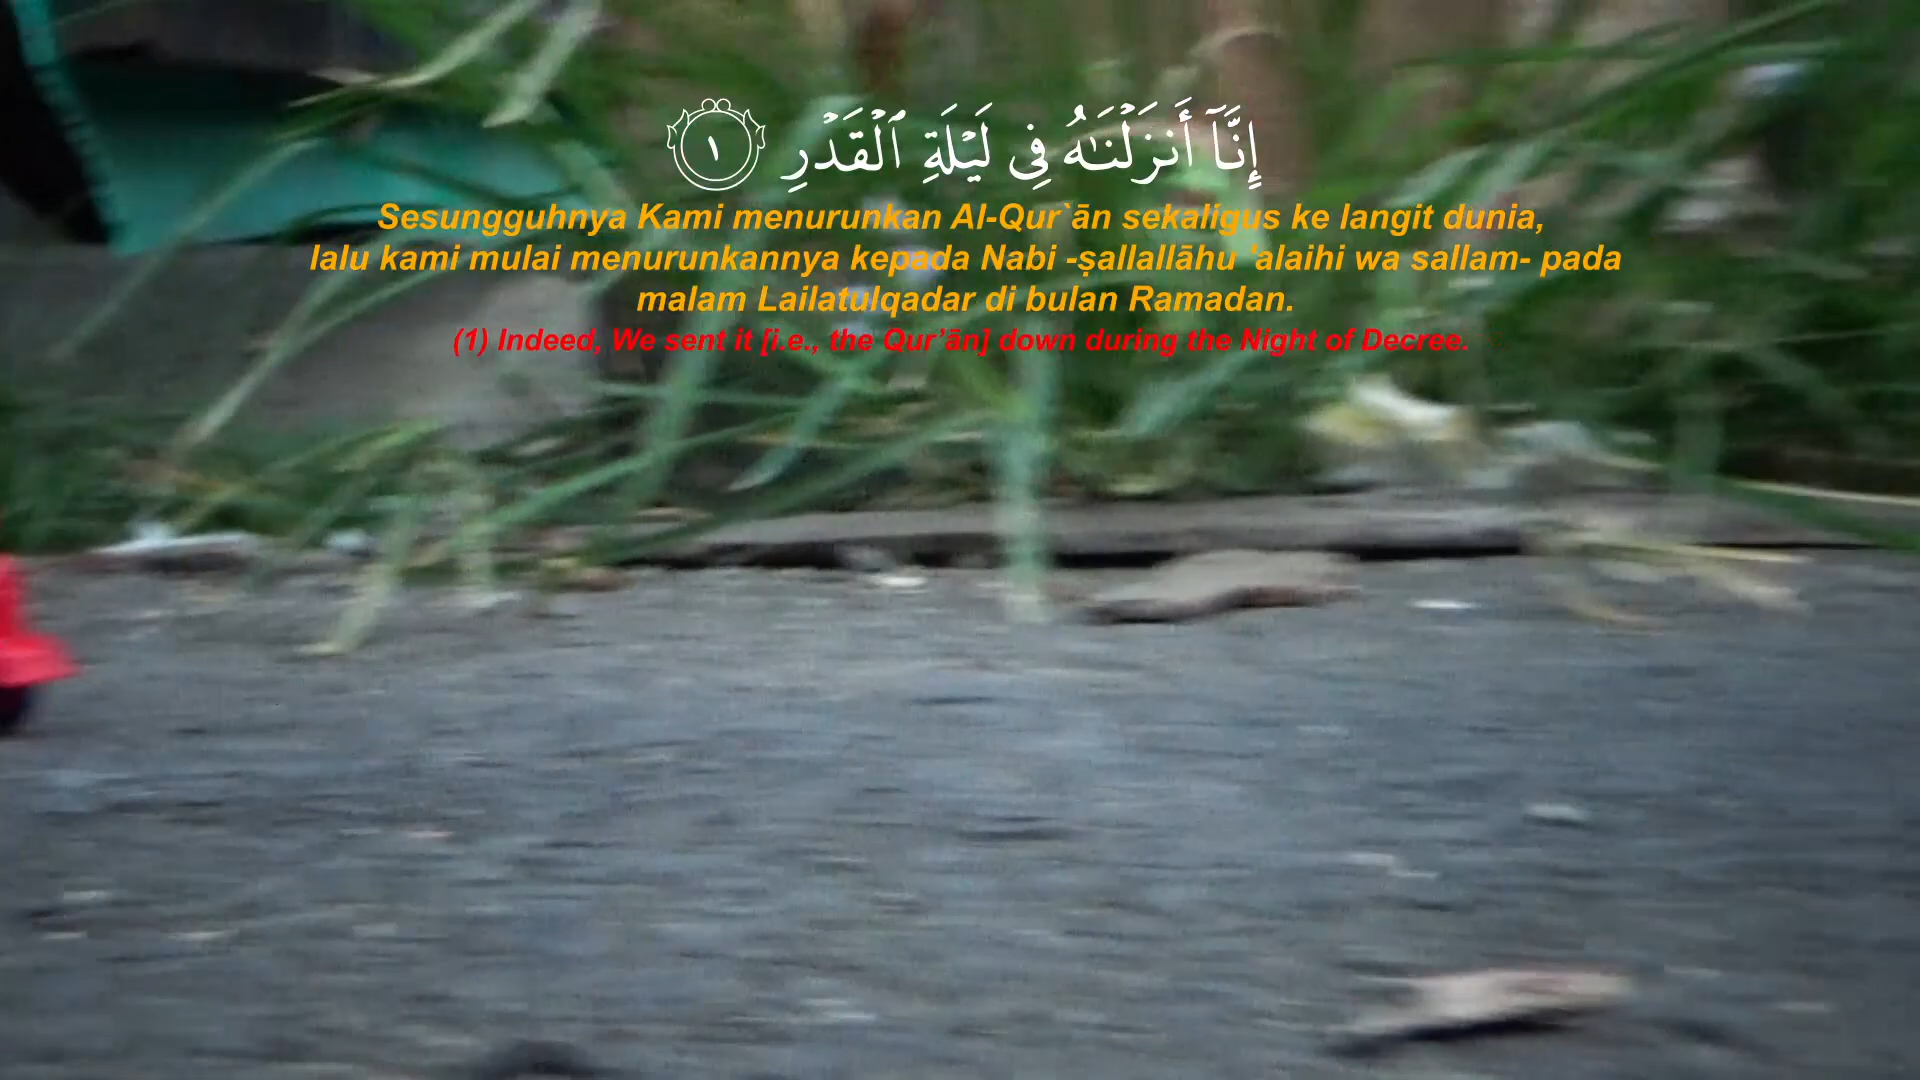 إِنَّآ أَنزَلۡنَٰهُ فِي لَيۡلَةِ ٱلۡقَدۡرِ ١
Sesungguhnya Kami menurunkan Al-Qur`ān sekaligus ke langit dunia,
lalu kami mulai menurunkannya kepada Nabi -ṣallallāhu 'alaihi wa sallam- pada
malam Lailatulqadar di bulan Ramadan.
(1) Indeed, We sent it [i.e., the Qur’ān] down during the Night of Decree.